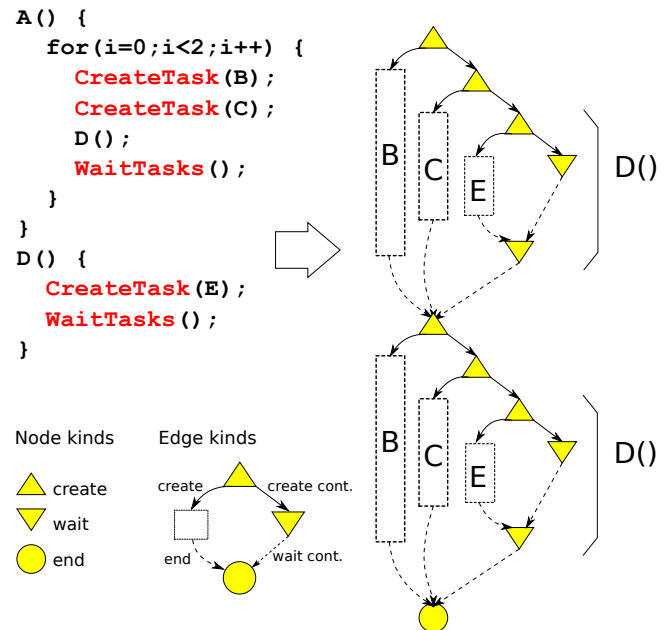 A() {
for(i=0;i<2;i++) {
CreateTask(B);
CreateTask(C);
D();
WaitTasks();
}
}
D() {
CreateTask(E);
WaitTasks();
}
B
C
E
D()
B
C
E
D()
Node kinds
create
wait
end
Edge kinds
create
create cont.
end
wait cont.